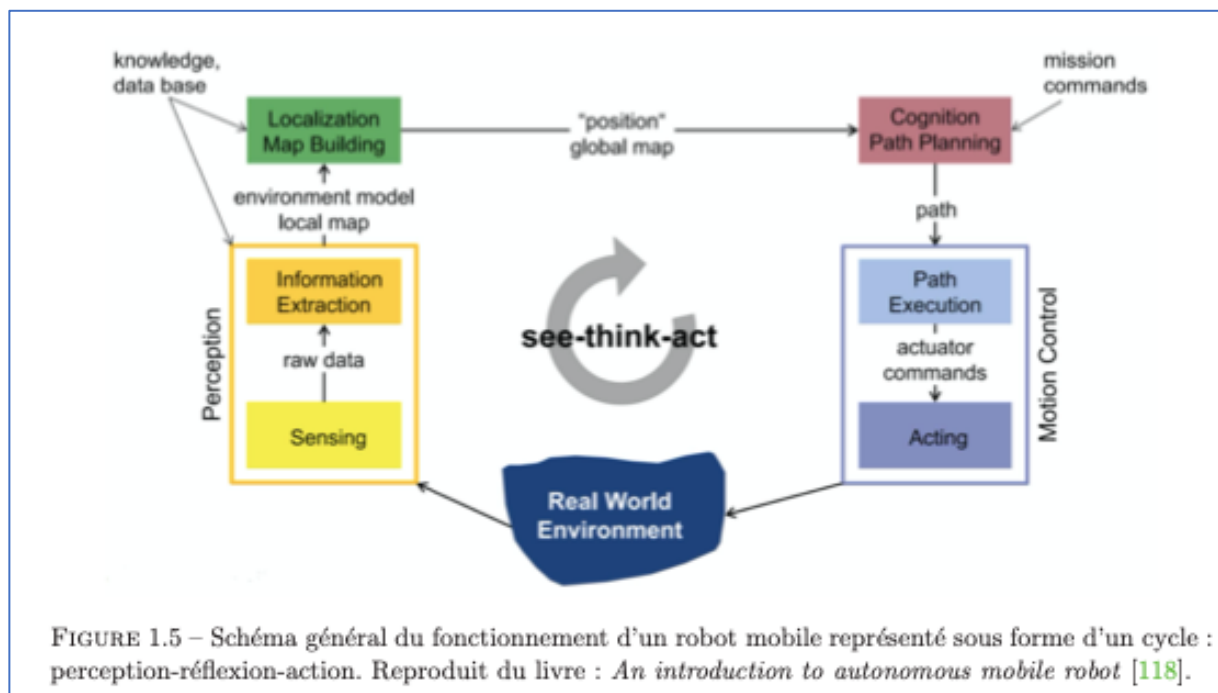 knowledge,
data base
mission
commands
Localization
Map Building
"position"
global map
Cognition
Path Planning
environment model
local map
path
Perception
Information
Extraction
raw data
Sensing
see-think-act
Path
Execution
actuator
commands
Acting
Motion Control
Real World
Environment
FIGURE 1.5 – Schéma général du fonctionnement d'un robot mobile représenté sous forme d'un cycle :
perception-réflexion-action. Reproduit du livre : An introduction to autonomous mobile robot [118].